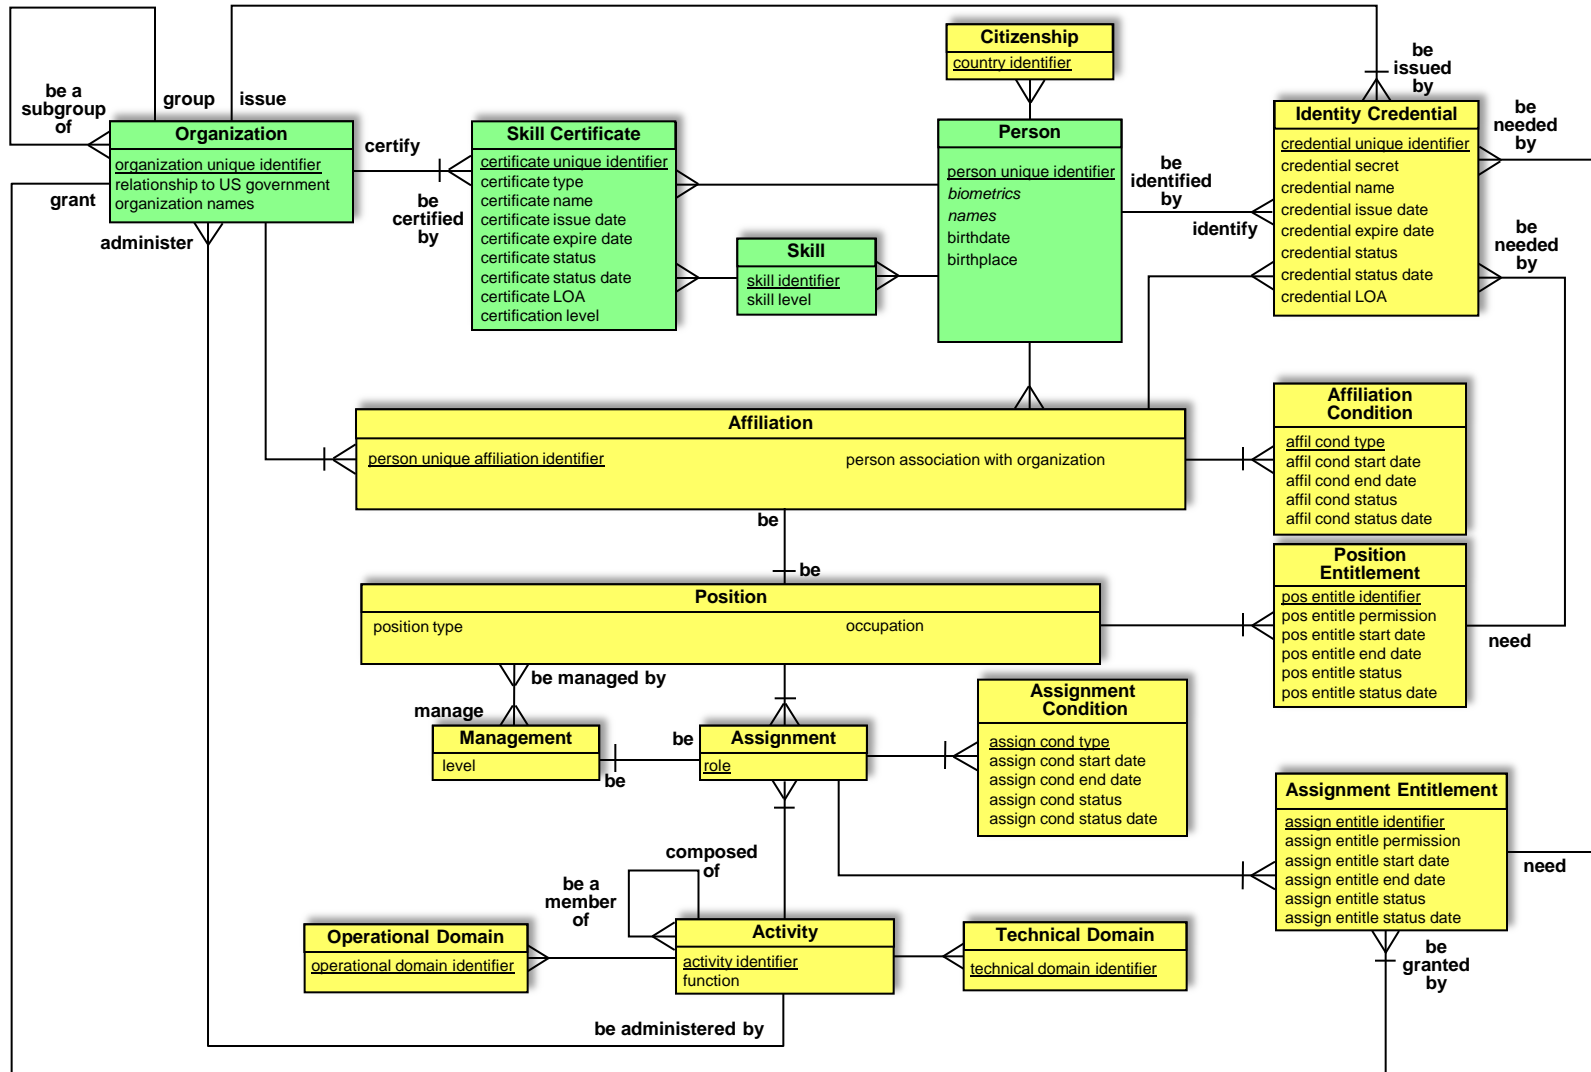 Citizenship
country identifier
be a
subgroup
of
group
issue
be
issued
by
Organization
organization unique identifier
relationship to US government
organization names
certify
be
certified
by
Skill Certificate
certificate unique identifier
certificate type
certificate name
certificate issue date
certificate expire date
certificate status
certificate status date
certificate LOA
certification level
Skill
skill identifier
skill level
Person
person unique identifier
biometrics
names
birthdate
birthplace
be
identified
by
identify
Identity Credential
credential unique identifier
credential secret
credential name
credential issue date
credential expire date
credential status
credential status date
credential LOA
be
needed
by
be
needed
by
grant
administer
Affiliation
person unique affiliation identifier
person association with organization
Affiliation
Condition
affil cond type
affil cond start date
affil cond end date
affil cond status
affil cond status date
be
be
Position
position type
occupation
Position
Entitlement
pos entitle identifier
pos entitle permission
pos entitle start date
pos entitle end date
pos entitle status
pos entitle status date
need
be managed by
manage
Management
level
be
be
Assignment
role
Assignment
Condition
assign cond type
assign cond start date
assign cond end date
assign cond status
assign cond status date
Assignment Entitlement
assign entitle identifier
assign entitle permission
assign entitle start date
assign entitle end date
assign entitle status
assign entitle status date
need
composed
of
be a
member
of
Operational Domain
operational domain identifier
Activity
activity identifier
function
Technical Domain
technical domain identifier
be
granted
by
be administered by